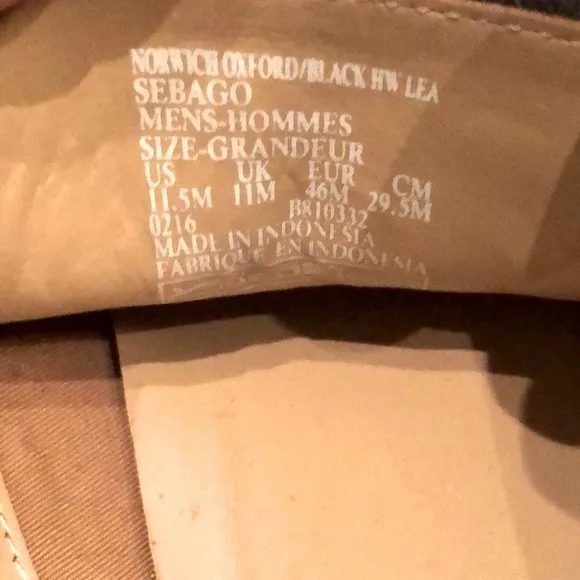 NORWICH OXFORD/BLACK HW LEA
SEBAGO
MENS-HOMMES
SIZE-GRANDEUR
US UK EUR CM
11.5M 11M 46M 29.5M
0216 B810332
MADE IN INDONESIA
FABRIQUE EN INDONESIA